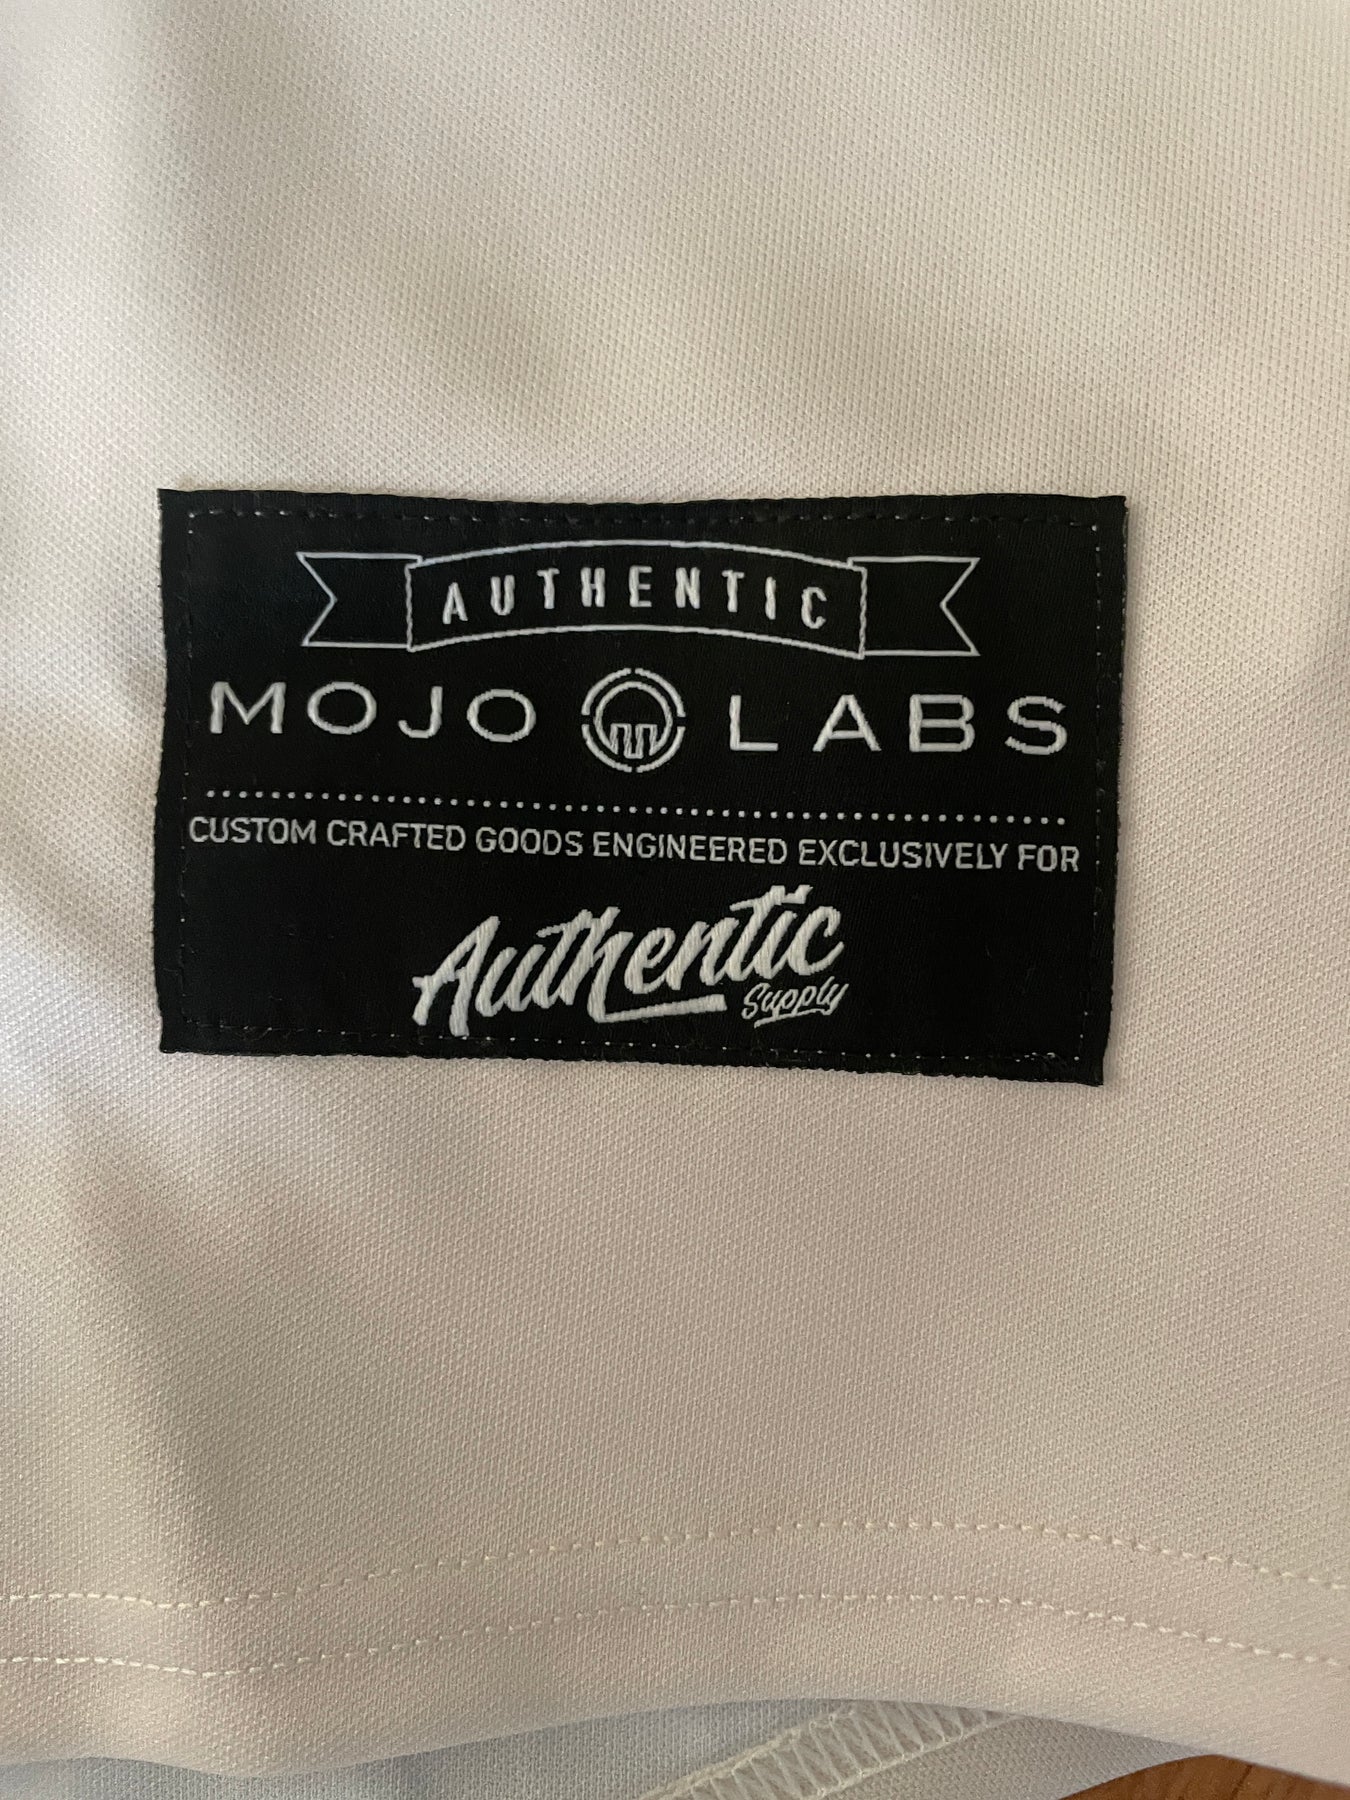 AUTHENTIC
MOJO LABS
CUSTOM CRAFTED GOODS ENGINEERED EXCLUSIVELY FOR
Authentic
Supply